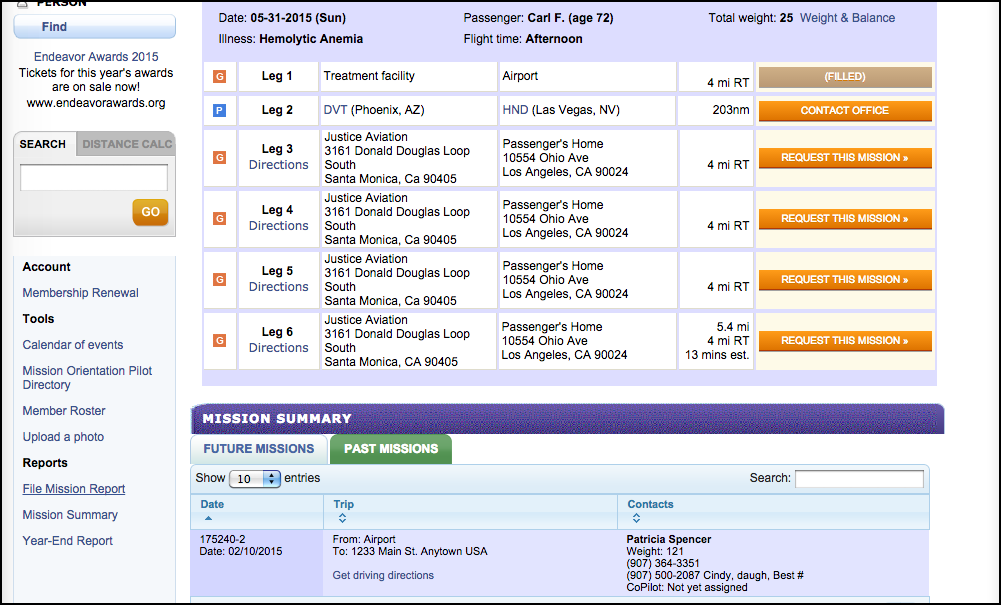 PERSON
Find
Endeavor Awards 2015
Tickets for this year's awards
are on sale now!
www.endeavorawards.org
SEARCH
DISTANCE CALC
GO
Account
Membership Renewal
Tools
Calendar of events
Mission Orientation Pilot
Directory
Member Roster
Upload a photo
Reports
File Mission Report
Mission Summary
Year-End Report
Date: 05-31-2015 (Sun)
Passenger: Carl F. (age 72)
Total weight: 25 Weight & Balance
Illness: Hemolytic Anemia
Flight time: Afternoon
G
Leg 1
Treatment facility
Airport
4 mi RT
(FILLED)
P
Leg 2
DVT (Phoenix, AZ)
HND (Las Vegas, NV)
203nm
CONTACT OFFICE
G
Leg 3
Directions
Justice Aviation
3161 Donald Douglas Loop
South
Santa Monica, Ca 90405
Passenger's Home
10554 Ohio Ave
Los Angeles, CA 90024
4 mi RT
REQUEST THIS MISSION »
G
Leg 4
Directions
Justice Aviation
3161 Donald Douglas Loop
South
Santa Monica, Ca 90405
Passenger's Home
10554 Ohio Ave
Los Angeles, CA 90024
4 mi RT
REQUEST THIS MISSION »
G
Leg 5
Directions
Justice Aviation
3161 Donald Douglas Loop
South
Santa Monica, Ca 90405
Passenger's Home
10554 Ohio Ave
Los Angeles, CA 90024
4 mi RT
REQUEST THIS MISSION »
G
Leg 6
Directions
Justice Aviation
3161 Donald Douglas Loop
South
Santa Monica, CA 90405
Passenger's Home
10554 Ohio Ave
Los Angeles, CA 90024
5.4 mi
4 mi RT
13 mins est.
REQUEST THIS MISSION »
MISSION SUMMARY
FUTURE MISSIONS
PAST MISSIONS
Show 10 entries
Search:
Date
Trip
Contacts
175240-2
Date: 02/10/2015
From: Airport
To: 1233 Main St. Anytown USA
Get driving directions
Patricia Spencer
Weight: 121
(907) 364-3351
(907) 500-2087 Cindy, daugh, Best #
CoPilot: Not yet assigned